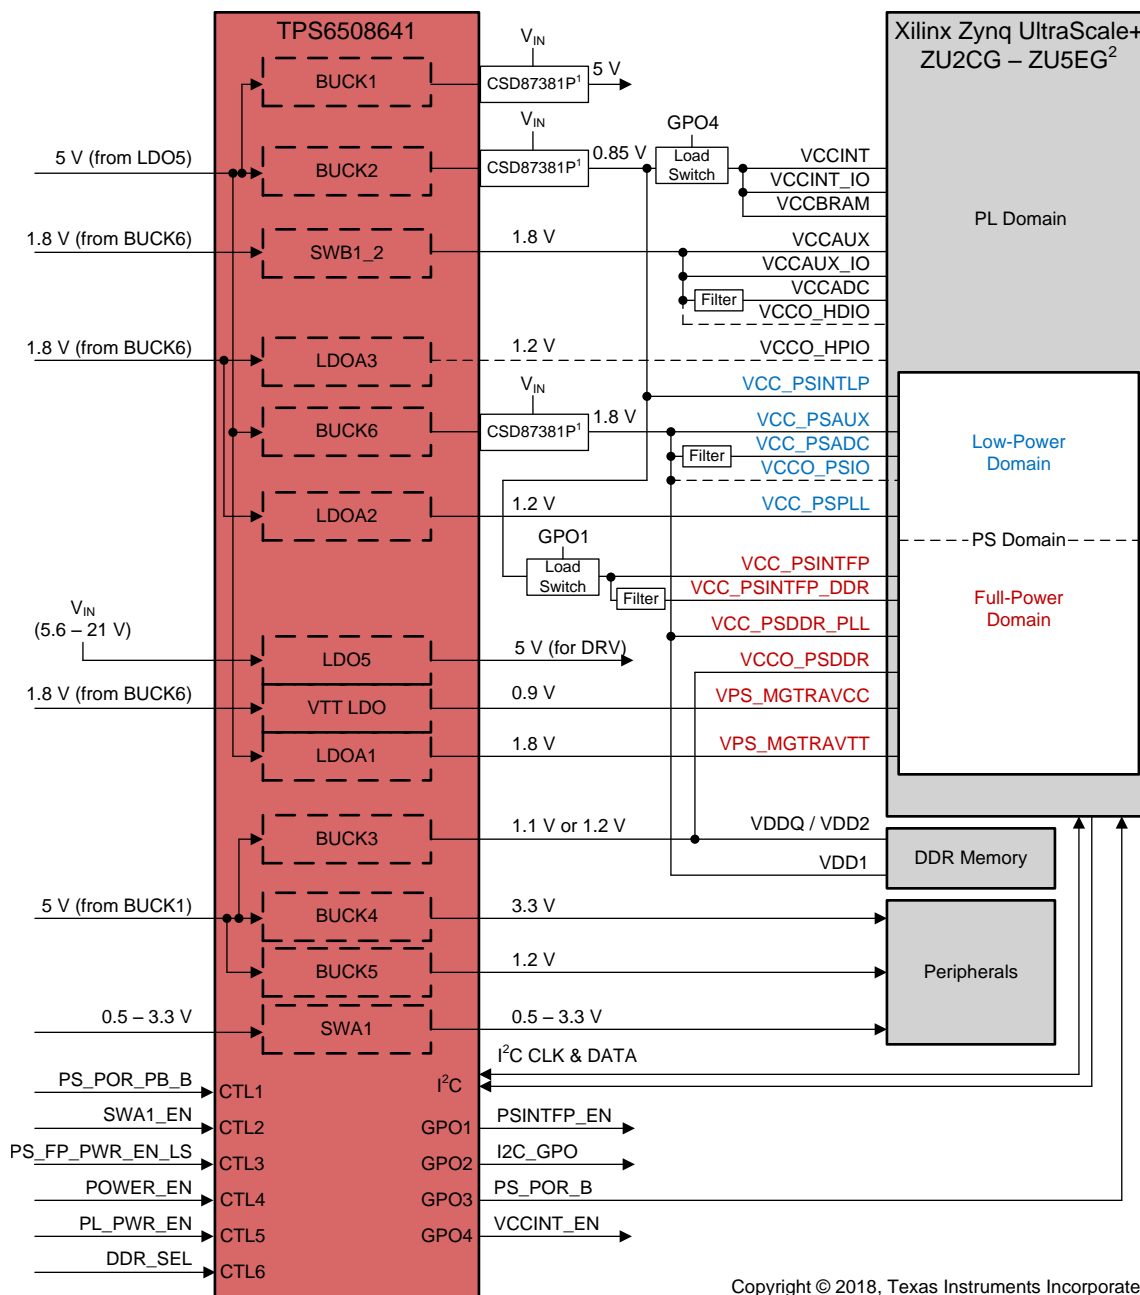 TPS6508641
Xilinx Zynq UltraScale+
ZU2CG – ZU5EG²
V_IN
BUCK1
CSD87381P¹
5 V
V_IN
GPO4
5 V (from LDO5)
BUCK2
CSD87381P¹
0.85 V
Load
Switch
VCCINT
VCCINT_IO
VCCBRAM
PL Domain
1.8 V (from BUCK6)
SWB1_2
1.8 V
VCCAUX
VCCAUX_IO
Filter
VCCADC
VCCO_HDIO
1.8 V (from BUCK6)
LDOA3
1.2 V
VCCO_HPIO
V_IN
VCC_PSINTLP
BUCK6
CSD87381P¹
1.8 V
VCC_PSAUX
Filter
VCC_PSADC
VCCO_PSIO
Low-Power
Domain
LDOA2
1.2 V
VCC_PSPLL
GPO1
PS Domain
Load
Switch
VCC_PSINTFP
Filter
VCC_PSINTFP_DDR
Full-Power
Domain
V_IN
(5.6 – 21 V)
VCC_PSDDR_PLL
LDO5
5 V (for DRV)
VCCO_PSDDR
1.8 V (from BUCK6)
VTT LDO
0.9 V
VPS_MGTRAVCC
LDOA1
1.8 V
VPS_MGTRAVTT
BUCK3
1.1 V or 1.2 V
VDDQ / VDD2
VDD1
DDR Memory
5 V (from BUCK1)
BUCK4
3.3 V
BUCK5
1.2 V
Peripherals
0.5 – 3.3 V
SWA1
0.5 – 3.3 V
I²C CLK & DATA
I²C
PS_POR_PB_B
CTL1
SWA1_EN
CTL2
GPO1
PSINTFP_EN
PS_FP_PWR_EN_LS
CTL3
GPO2
I2C_GPO
POWER_EN
CTL4
GPO3
PS_POR_B
PL_PWR_EN
CTL5
GPO4
VCCINT_EN
DDR_SEL
CTL6
Copyright © 2018, Texas Instruments Incorporate